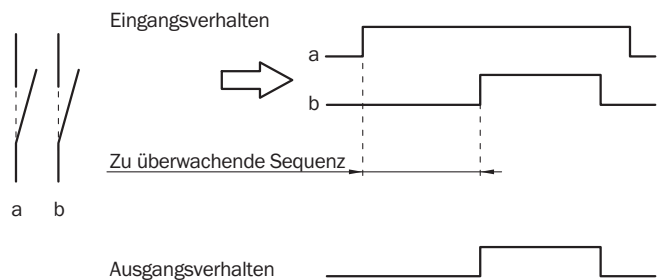 Eingangsverhalten
a
b
Zu überwachende Sequenz
a b
Ausgangsverhalten